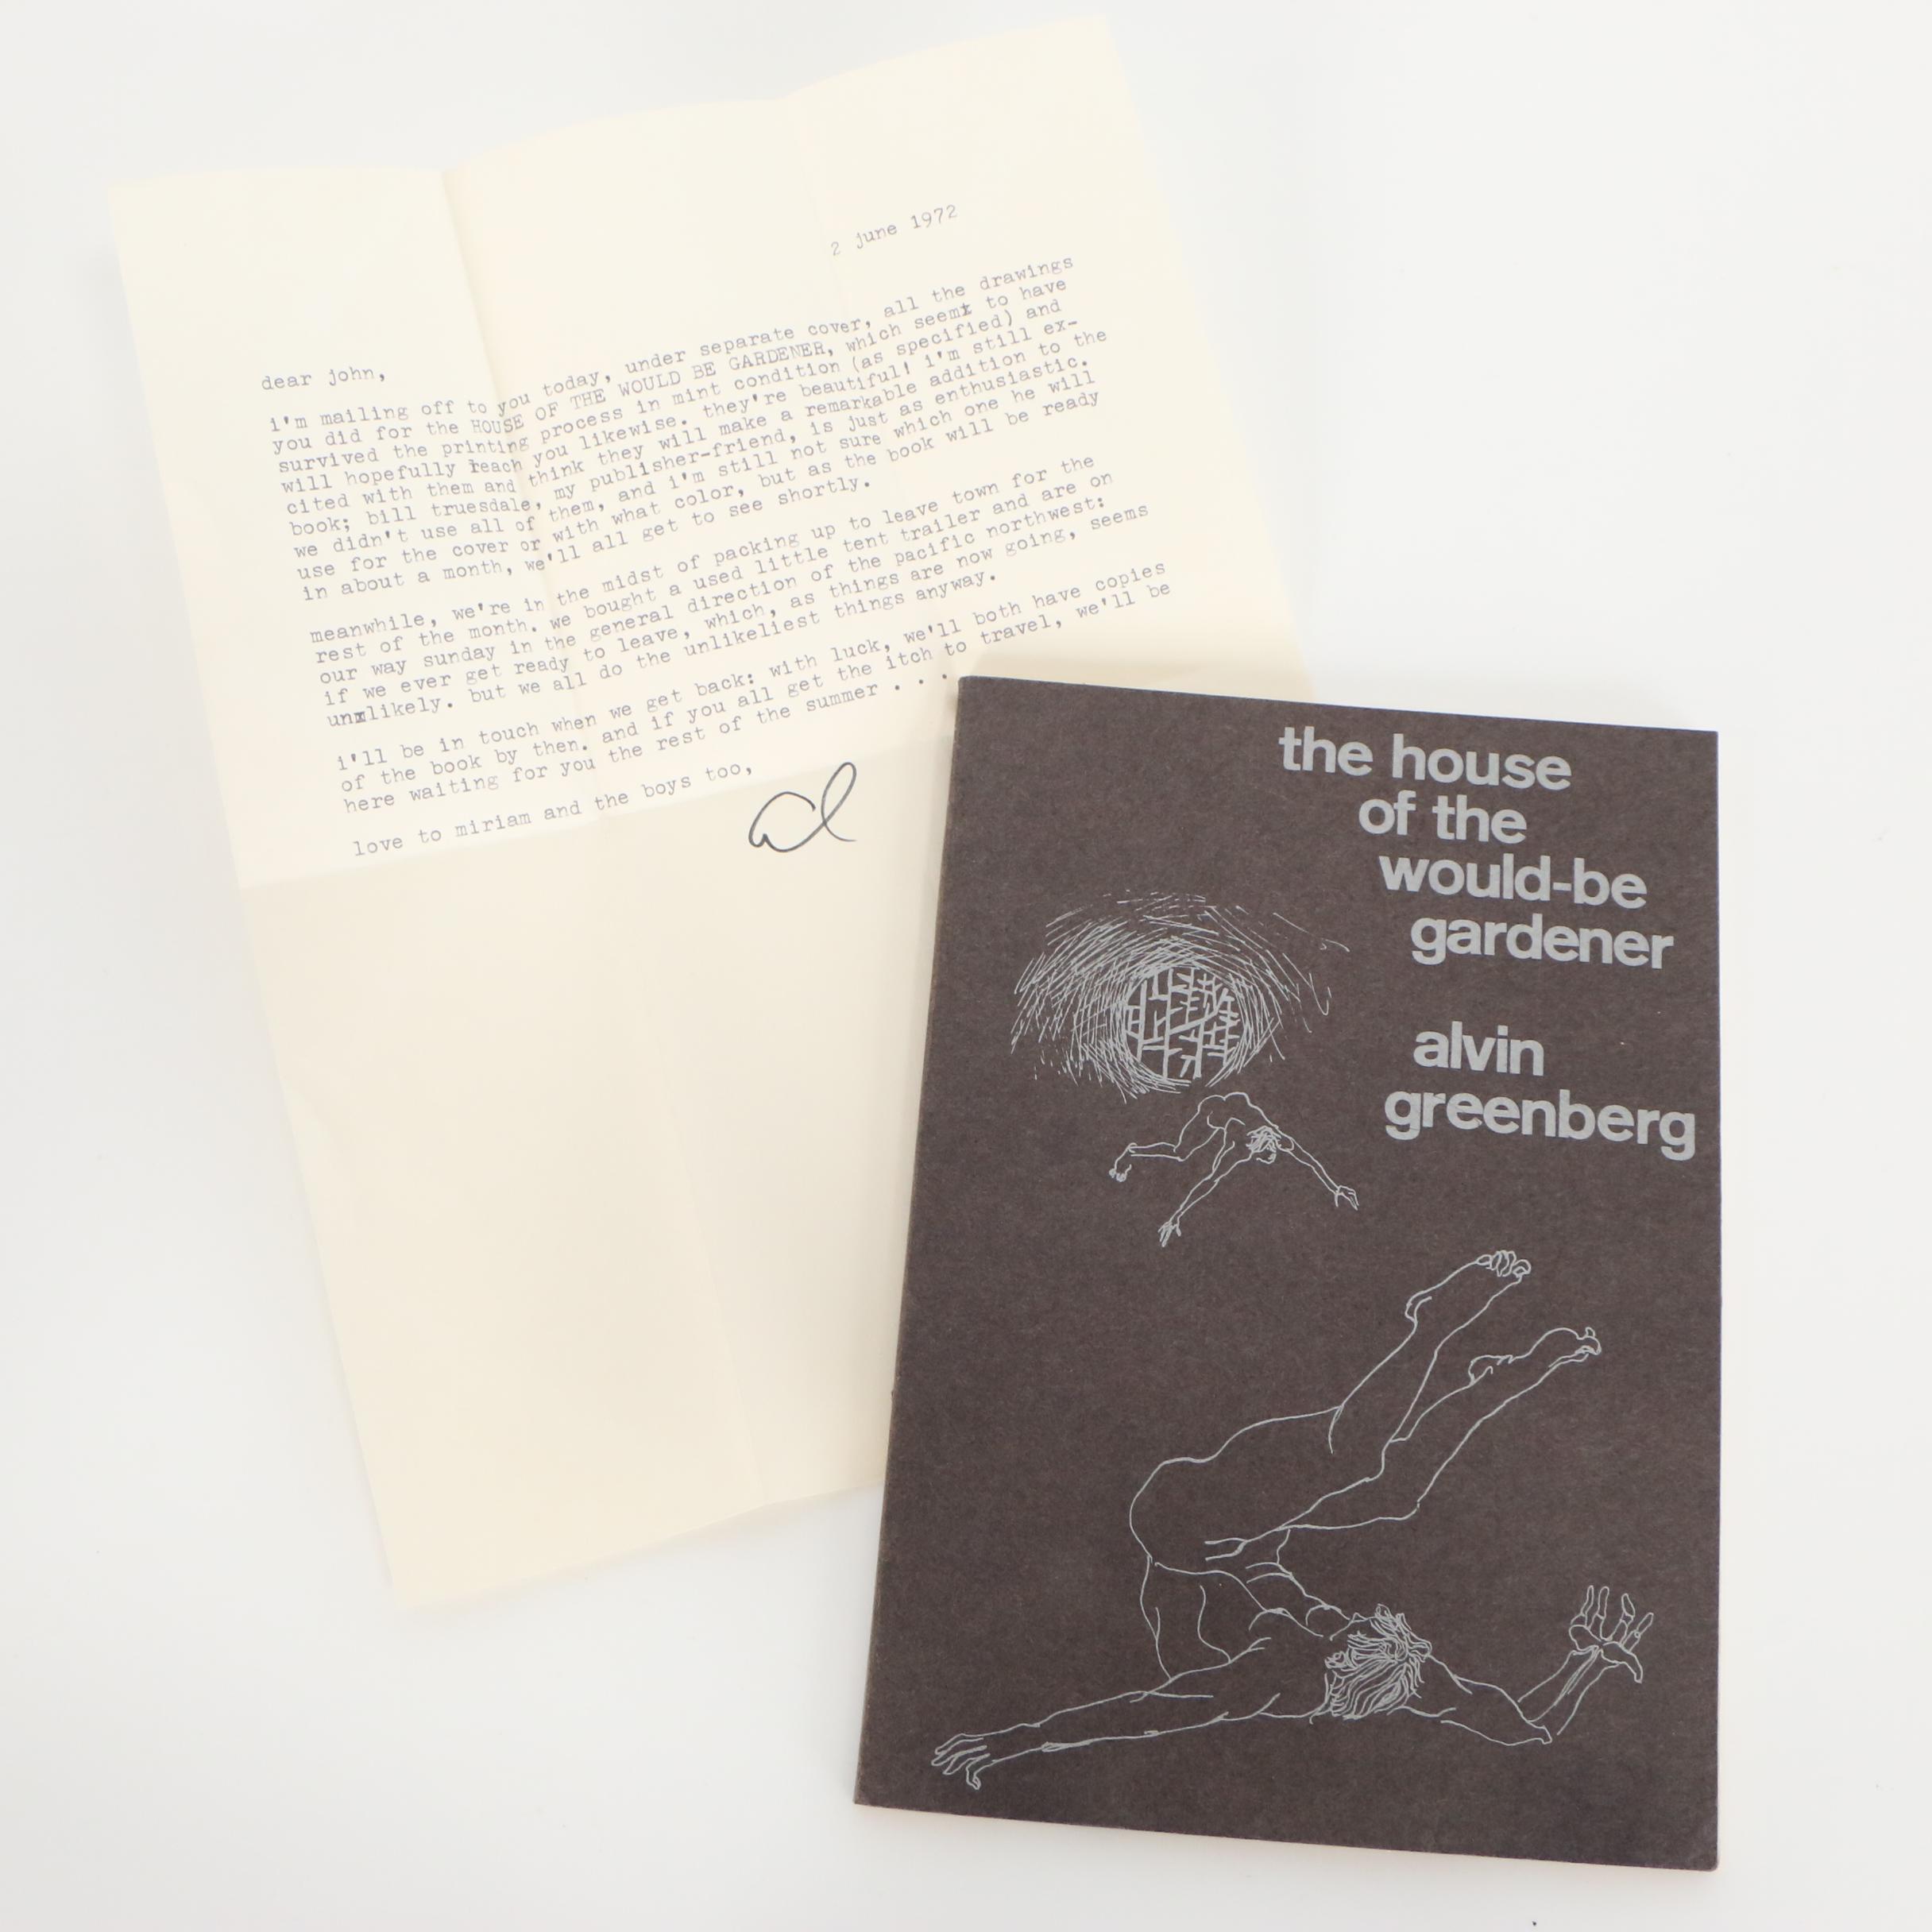 2 june 1972
dear john,
i'm mailing off to you today, under separate cover, all the drawings
you did for the HOUSE OF THE WOULD BE GARDENER, which seemx to have
survived the printing process in mint condition (as specified) and
will hopefully reach you likewise. they're beautiful! i'm still ex-
cited with them and think they will make a remarkable addition to the
book; bill truesdale, my publisher-friend, is just as enthusiastic.
we didn't use all of them, and i'm still not sure which one he will
use for the cover or with what color, but as the book will be ready
in about a month, we'll all get to see shortly.
meanwhile, we're in the midst of packing up to leave town for the
rest of the month. we bought a used little tent trailer and are on
our way sunday in the general direction of the pacific northwest:
if we ever get ready to leave, which, as things are now going, seems
unxlikely. but we all do the unlikeliest things anyway.
i'll be in touch when we get back: with luck, we'll both have copies
of the book by then. and if you all get the itch to travel, we'll be
here waiting for you the rest of the summer . . .
love to miriam and the boys too,
al
the house
of the
would-be
gardener
alvin
greenberg